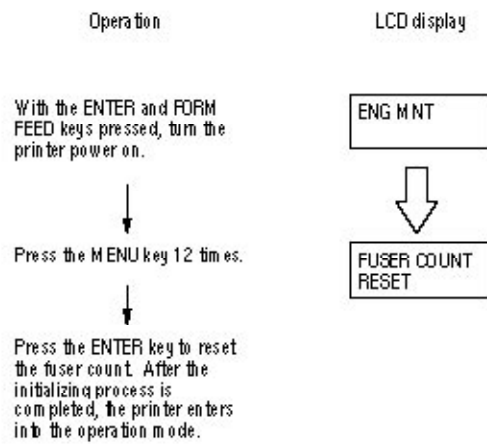 Operation
LCD display
With the ENTER and FORM
FEED keys pressed, turn the
printer power on.
ENG MNT
Press the MENU key 12 times.
FUSER COUNT
RESET
Press the ENTER key to reset
the fuser count. After the
initializing process is
completed, the printer enters
into the operation mode.